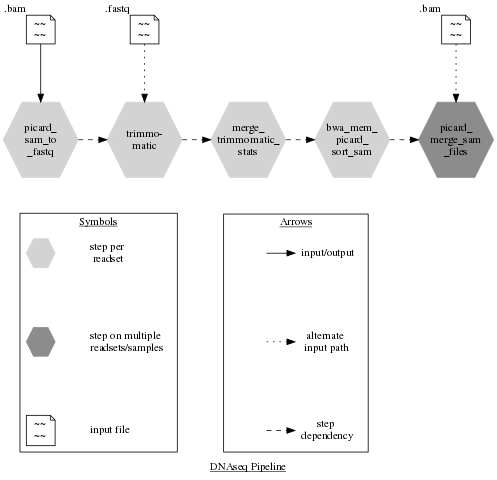 .bam
.fastq
.bam
~~
~~
~~
~~
~~
~~
picard_
sam_to
_fastq
trimmo-
matic
merge_
trimmomatic_
stats
bwa_mem_
picard_
sort_sam
picard_
merge_sam
_files
Symbols
step per
readset
step on multiple
readsets/samples
~~
~~
input file
Arrows
input/output
alternate
input path
step
dependency
DNAseq Pipeline